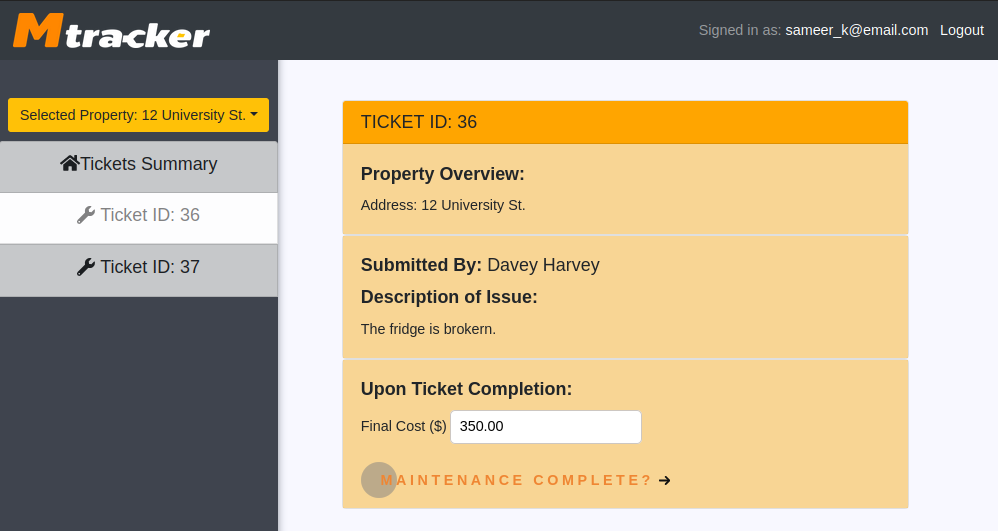 Mtracker
Signed in as: sameer_k@email.com Logout
Selected Property: 12 University St.
Tickets Summary
Ticket ID: 36
Ticket ID: 37
TICKET ID: 36
Property Overview:
Address: 12 University St.
Submitted By: Davey Harvey
Description of Issue:
The fridge is brokern.
Upon Ticket Completion:
Final Cost ($) 350.00
MAINTENANCE COMPLETE?